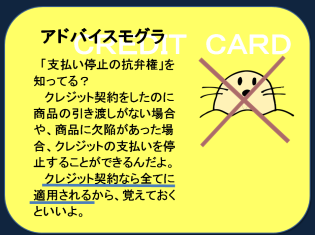 アドバイスモグラ
CREDIT CARD
「支払い停止の抗弁権」を
知ってる？
クレジット契約をしたのに
商品の引き渡しがない場合
や、商品に欠陥があった場
合、クレジットの支払いを停
止することができるんだよ。
クレジット契約なら全てに
適用されるから、覚えておく
といいよ。